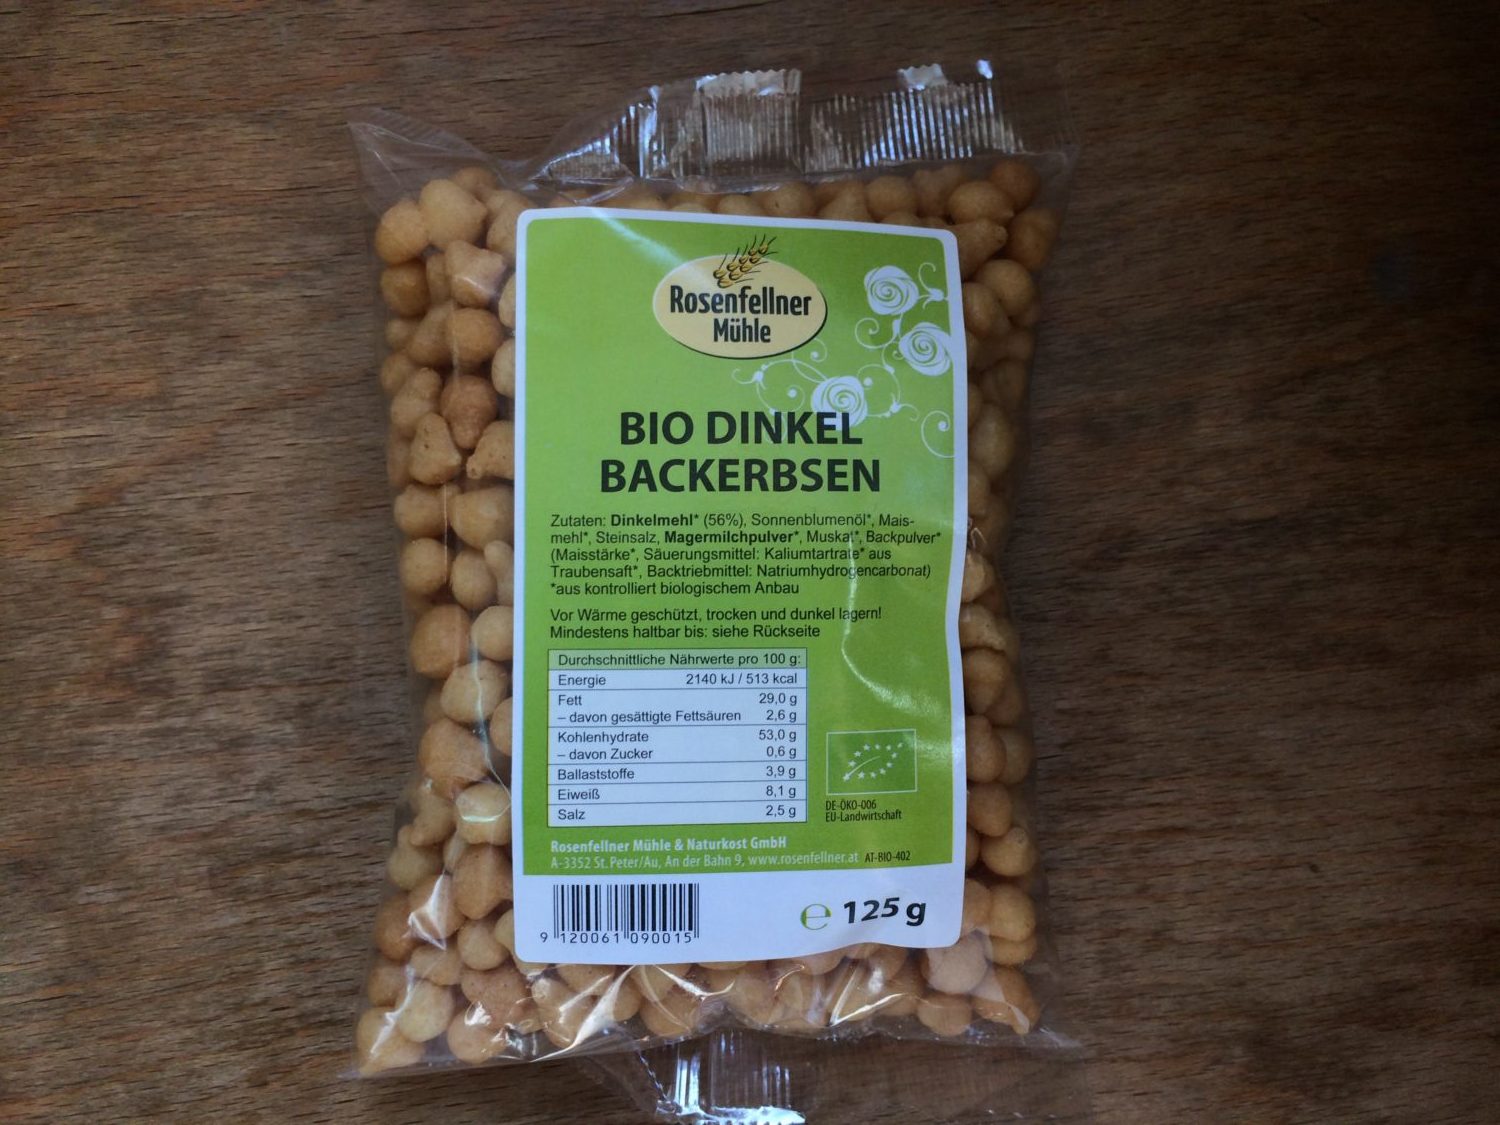 Rosenfellner
Mühle
BIO DINKEL
BACKERBSEN
Zutaten: Dinkelmehl* (56%), Sonnenblumenöl*, Mais-
mehl*, Steinsalz, Magermilchpulver*, Muskat*, Backpulver*
(Maisstärke*, Säuerungsmittel: Kaliumtartrate* aus
Traubensaft*, Backtriebmittel: Natriumhydrogencarbonat)
*aus kontrolliert biologischem Anbau
Vor Wärme geschützt, trocken und dunkel lagern!
Mindestens haltbar bis: siehe Rückseite
Durchschnittliche Nährwerte pro 100 g:
Energie 2140 kJ / 513 kcal
Fett 29,0 g
– davon gesättigte Fettsäuren 2,6 g
Kohlenhydrate 53,0 g
– davon Zucker 0,6 g
Ballaststoffe 3,9 g
Eiweiß 8,1 g
Salz 2,5 g
DE-ÖKO-006
EU-Landwirtschaft
Rosenfellner Mühle & Naturkost GmbH
A-3352 St. Peter/Au, An der Bahn 9, www.rosenfellner.at AT-BIO-402
9 120061 090015
e 125 g